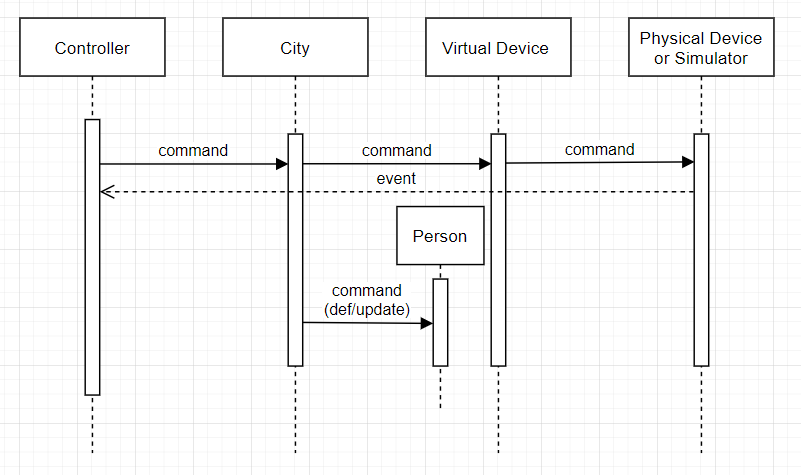 Controller
City
Virtual Device
Physical Device
or Simulator
command
command
command
event
Person
command
(def/update)